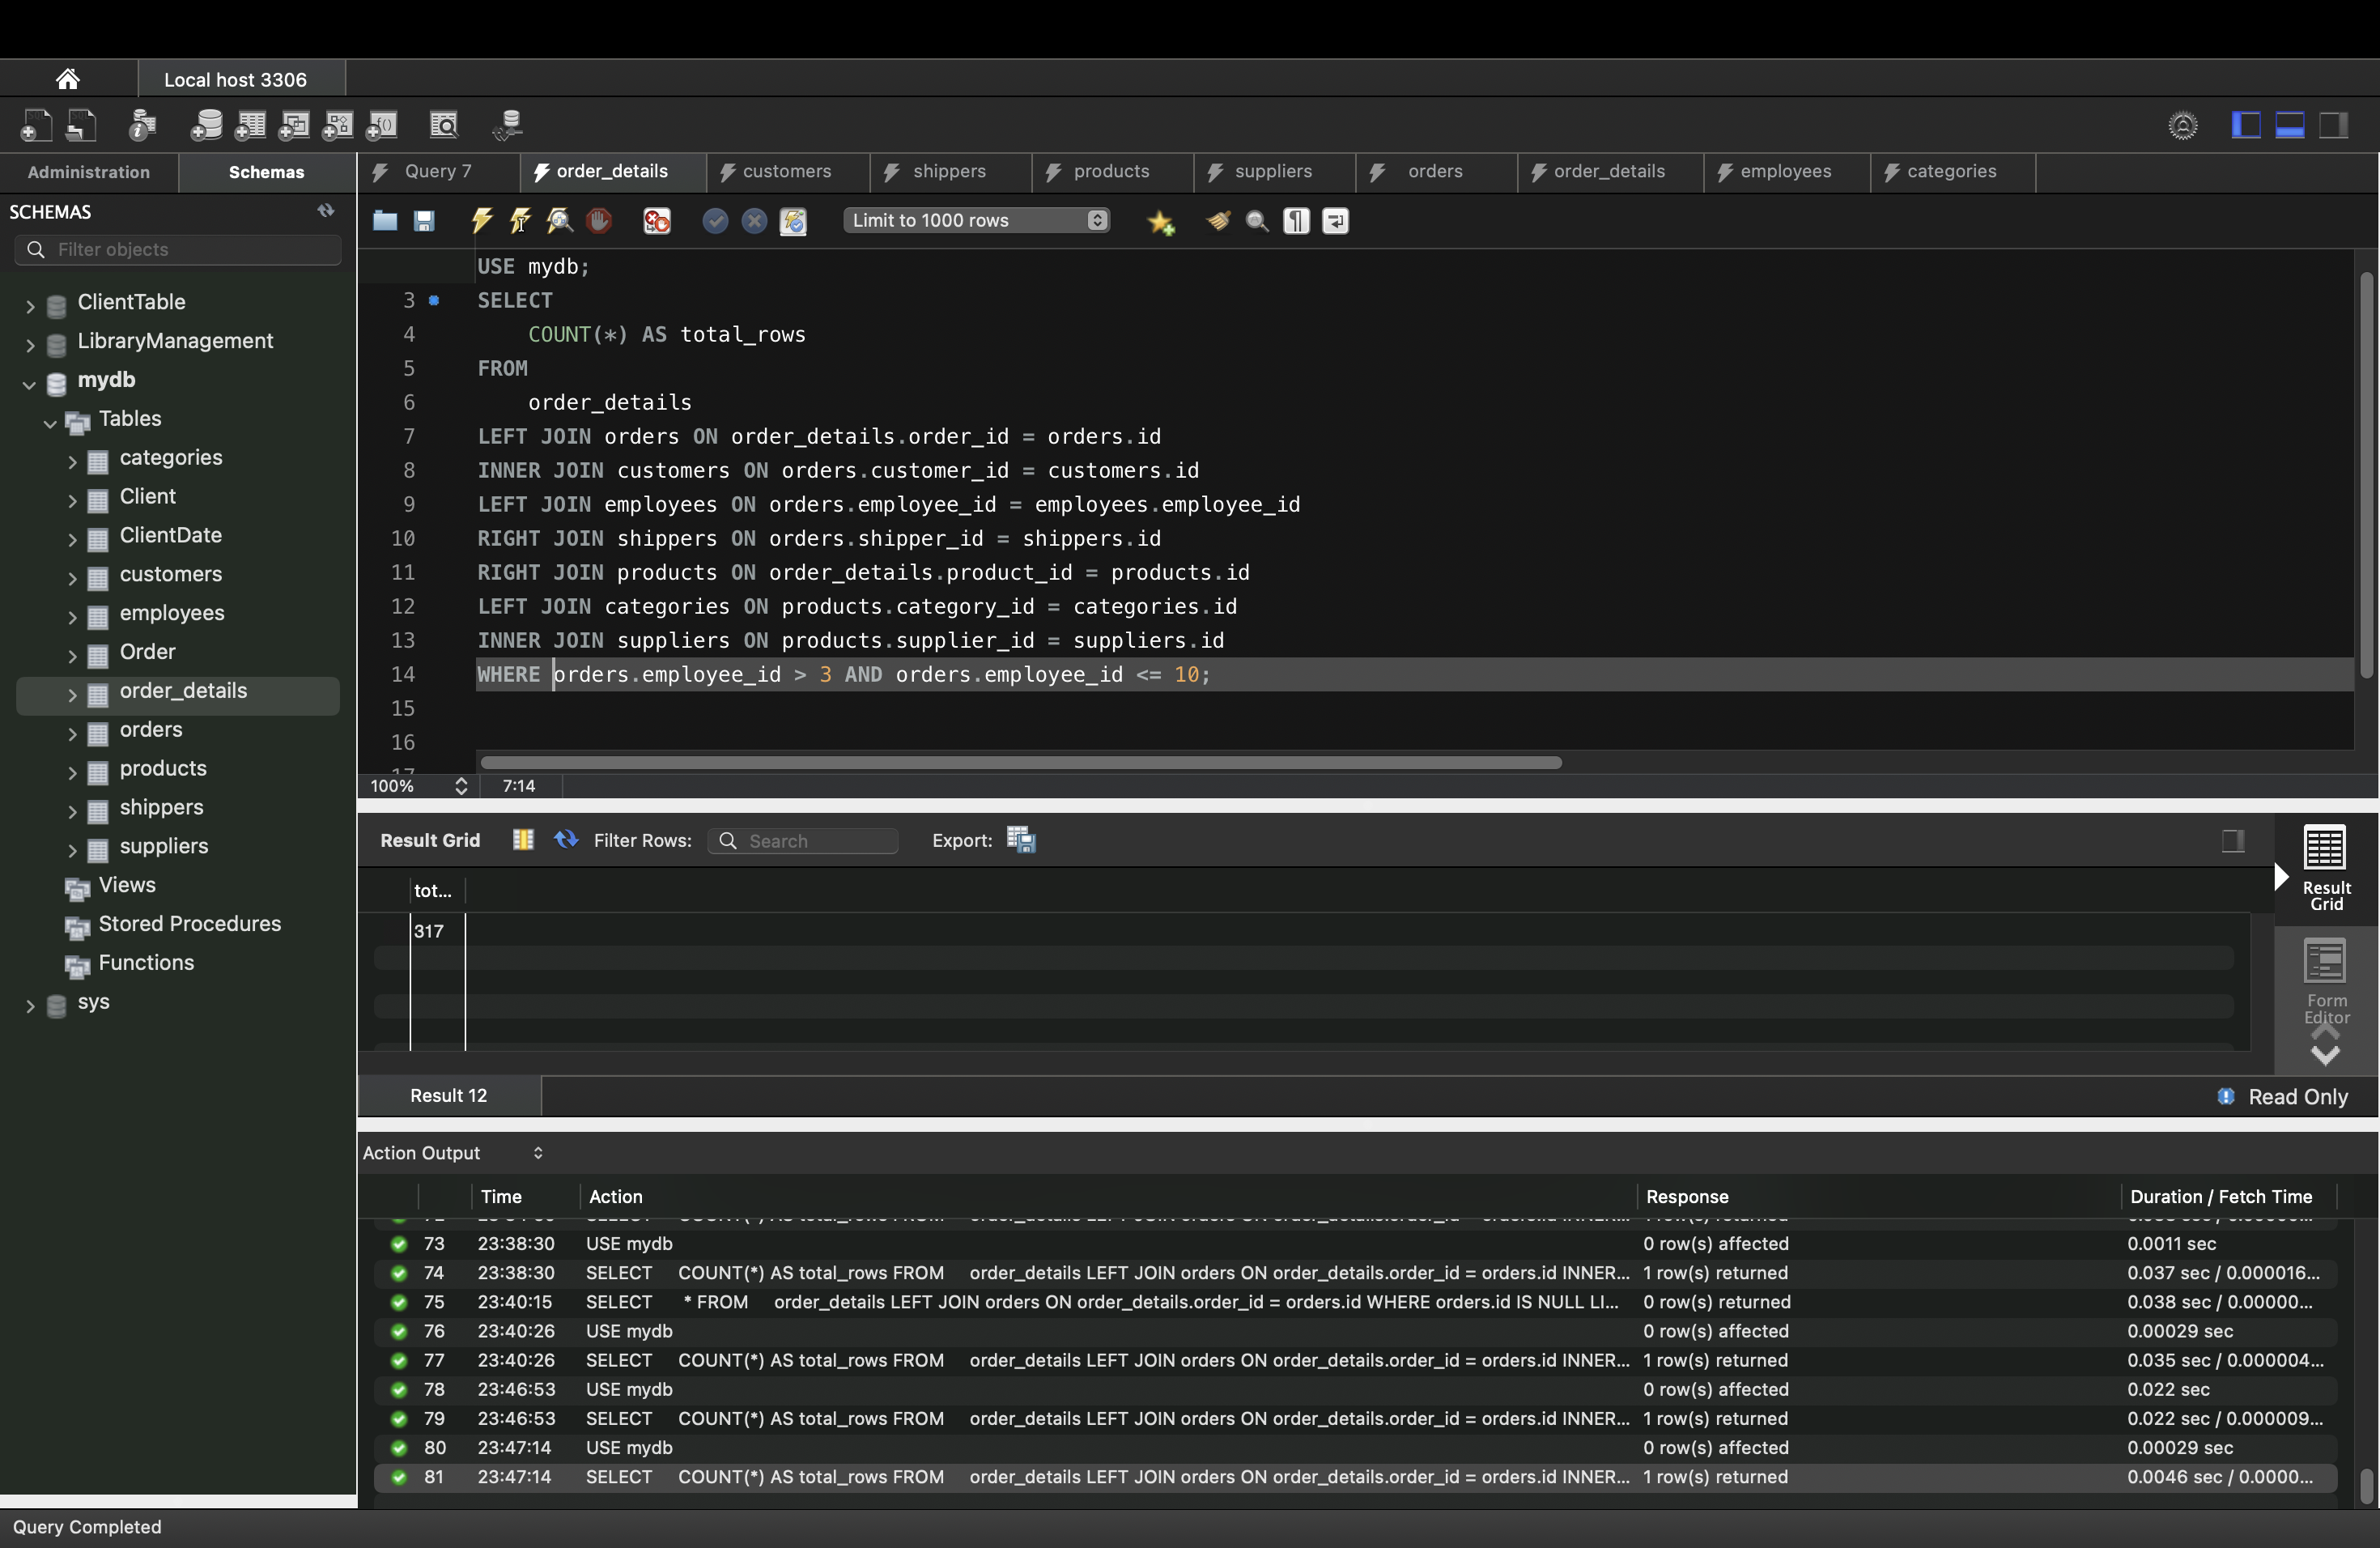 Local host 3306
Administration
Schemas
Query 7
order_details
customers
shippers
products
suppliers
orders
order_details
employees
categories
SCHEMAS
Filter objects
ClientTable
LibraryManagement
mydb
Tables
categories
Client
ClientDate
customers
employees
Order
order_details
orders
products
shippers
suppliers
Views
Stored Procedures
Functions
sys
Limit to 1000 rows
USE mydb;
3 SELECT
4 COUNT(*) AS total_rows
5 FROM
6 order_details
7 LEFT JOIN orders ON order_details.order_id = orders.id
8 INNER JOIN customers ON orders.customer_id = customers.id
9 LEFT JOIN employees ON orders.employee_id = employees.employee_id
10 RIGHT JOIN shippers ON orders.shipper_id = shippers.id
11 RIGHT JOIN products ON order_details.product_id = products.id
12 LEFT JOIN categories ON products.category_id = categories.id
13 INNER JOIN suppliers ON products.supplier_id = suppliers.id
14 WHERE orders.employee_id > 3 AND orders.employee_id <= 10;
15
16
17
100% 7:14
Result Grid Filter Rows: Search Export:
tot...
317
Result
Grid
Form
Editor
Result 12
Read Only
Action Output
Time Action Response Duration / Fetch Time
73 23:38:30 USE mydb 0 row(s) affected 0.0011 sec
74 23:38:30 SELECT COUNT(*) AS total_rows FROM order_details LEFT JOIN orders ON order_details.order_id = orders.id INNER... 1 row(s) returned 0.037 sec / 0.000016...
75 23:40:15 SELECT * FROM order_details LEFT JOIN orders ON order_details.order_id = orders.id WHERE orders.id IS NULL LI... 0 row(s) returned 0.038 sec / 0.00000...
76 23:40:26 USE mydb 0 row(s) affected 0.00029 sec
77 23:40:26 SELECT COUNT(*) AS total_rows FROM order_details LEFT JOIN orders ON order_details.order_id = orders.id INNER... 1 row(s) returned 0.035 sec / 0.000004...
78 23:46:53 USE mydb 0 row(s) affected 0.022 sec
79 23:46:53 SELECT COUNT(*) AS total_rows FROM order_details LEFT JOIN orders ON order_details.order_id = orders.id INNER... 1 row(s) returned 0.022 sec / 0.000009...
80 23:47:14 USE mydb 0 row(s) affected 0.00029 sec
81 23:47:14 SELECT COUNT(*) AS total_rows FROM order_details LEFT JOIN orders ON order_details.order_id = orders.id INNER... 1 row(s) returned 0.0046 sec / 0.0000...
Query Completed